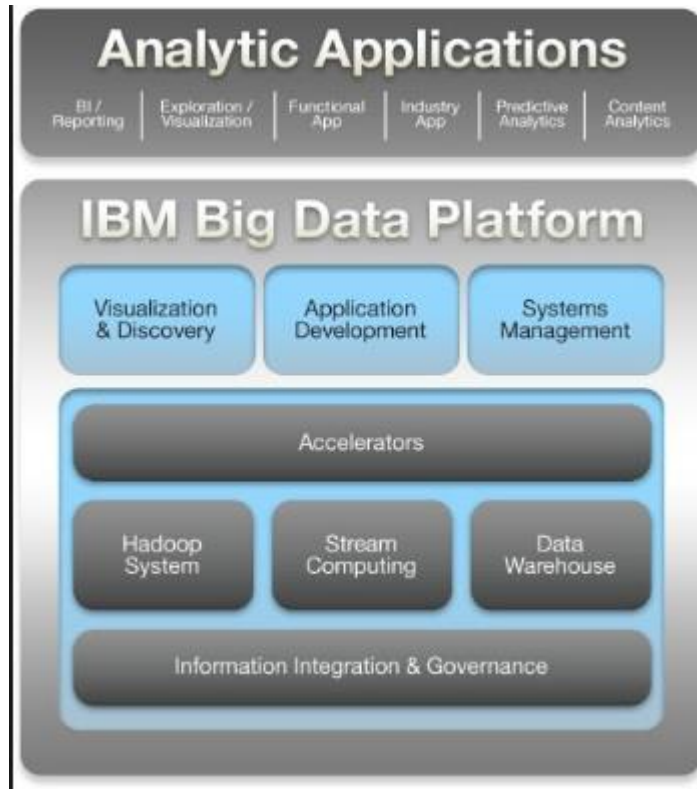 Analytic Applications
BI / Exploration / Functional Industry Predictive Content
Reporting Visualization App App Analytics Analytics
IBM Big Data Platform
Visualization Application Systems
& Discovery Development Management
Accelerators
Hadoop Stream Data
System Computing Warehouse
Information Integration & Governance